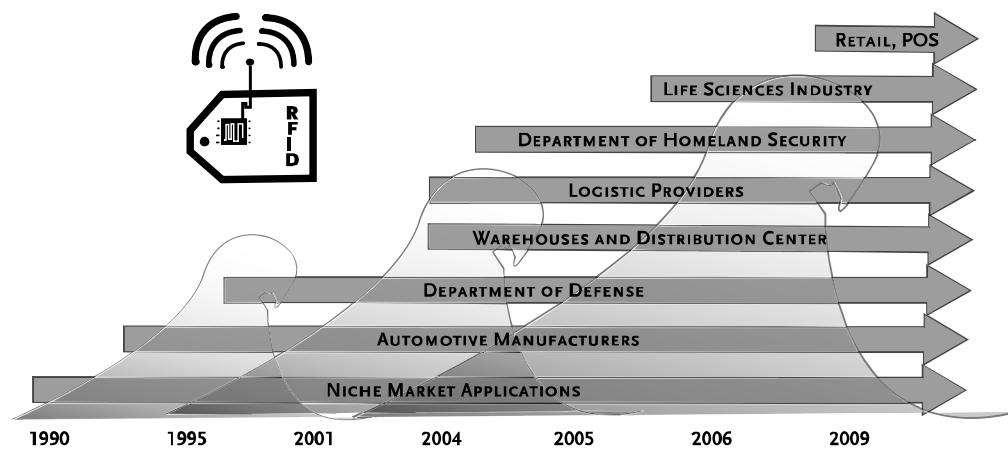 RFID
RETAIL, POS
LIFE SCIENCES INDUSTRY
DEPARTMENT OF HOMELAND SECURITY
LOGISTIC PROVIDERS
WAREHOUSES AND DISTRIBUTION CENTER
DEPARTMENT OF DEFENSE
AUTOMOTIVE MANUFACTURERS
NICHE MARKET APPLICATIONS
1990 1995 2001 2004 2005 2006 2009